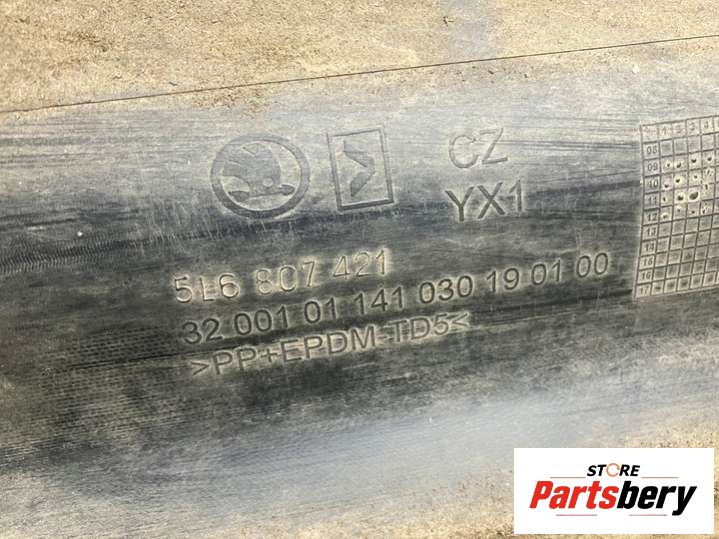 CZ
YX1
5L6 807 421
32 001 01 141 030 19 01 00
>PP+EPDM-TD5<
STORE
Partsbery